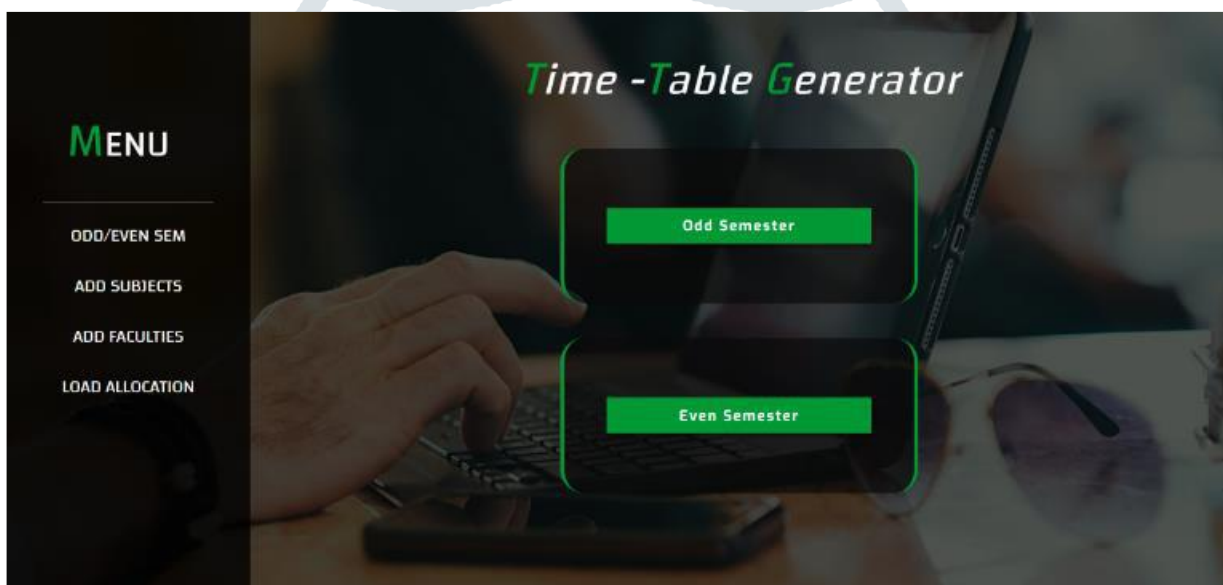 Time -Table Generator
MENU
ODD/EVEN SEM
ADD SUBJECTS
ADD FACULTIES
LOAD ALLOCATION
Odd Semester
Even Semester